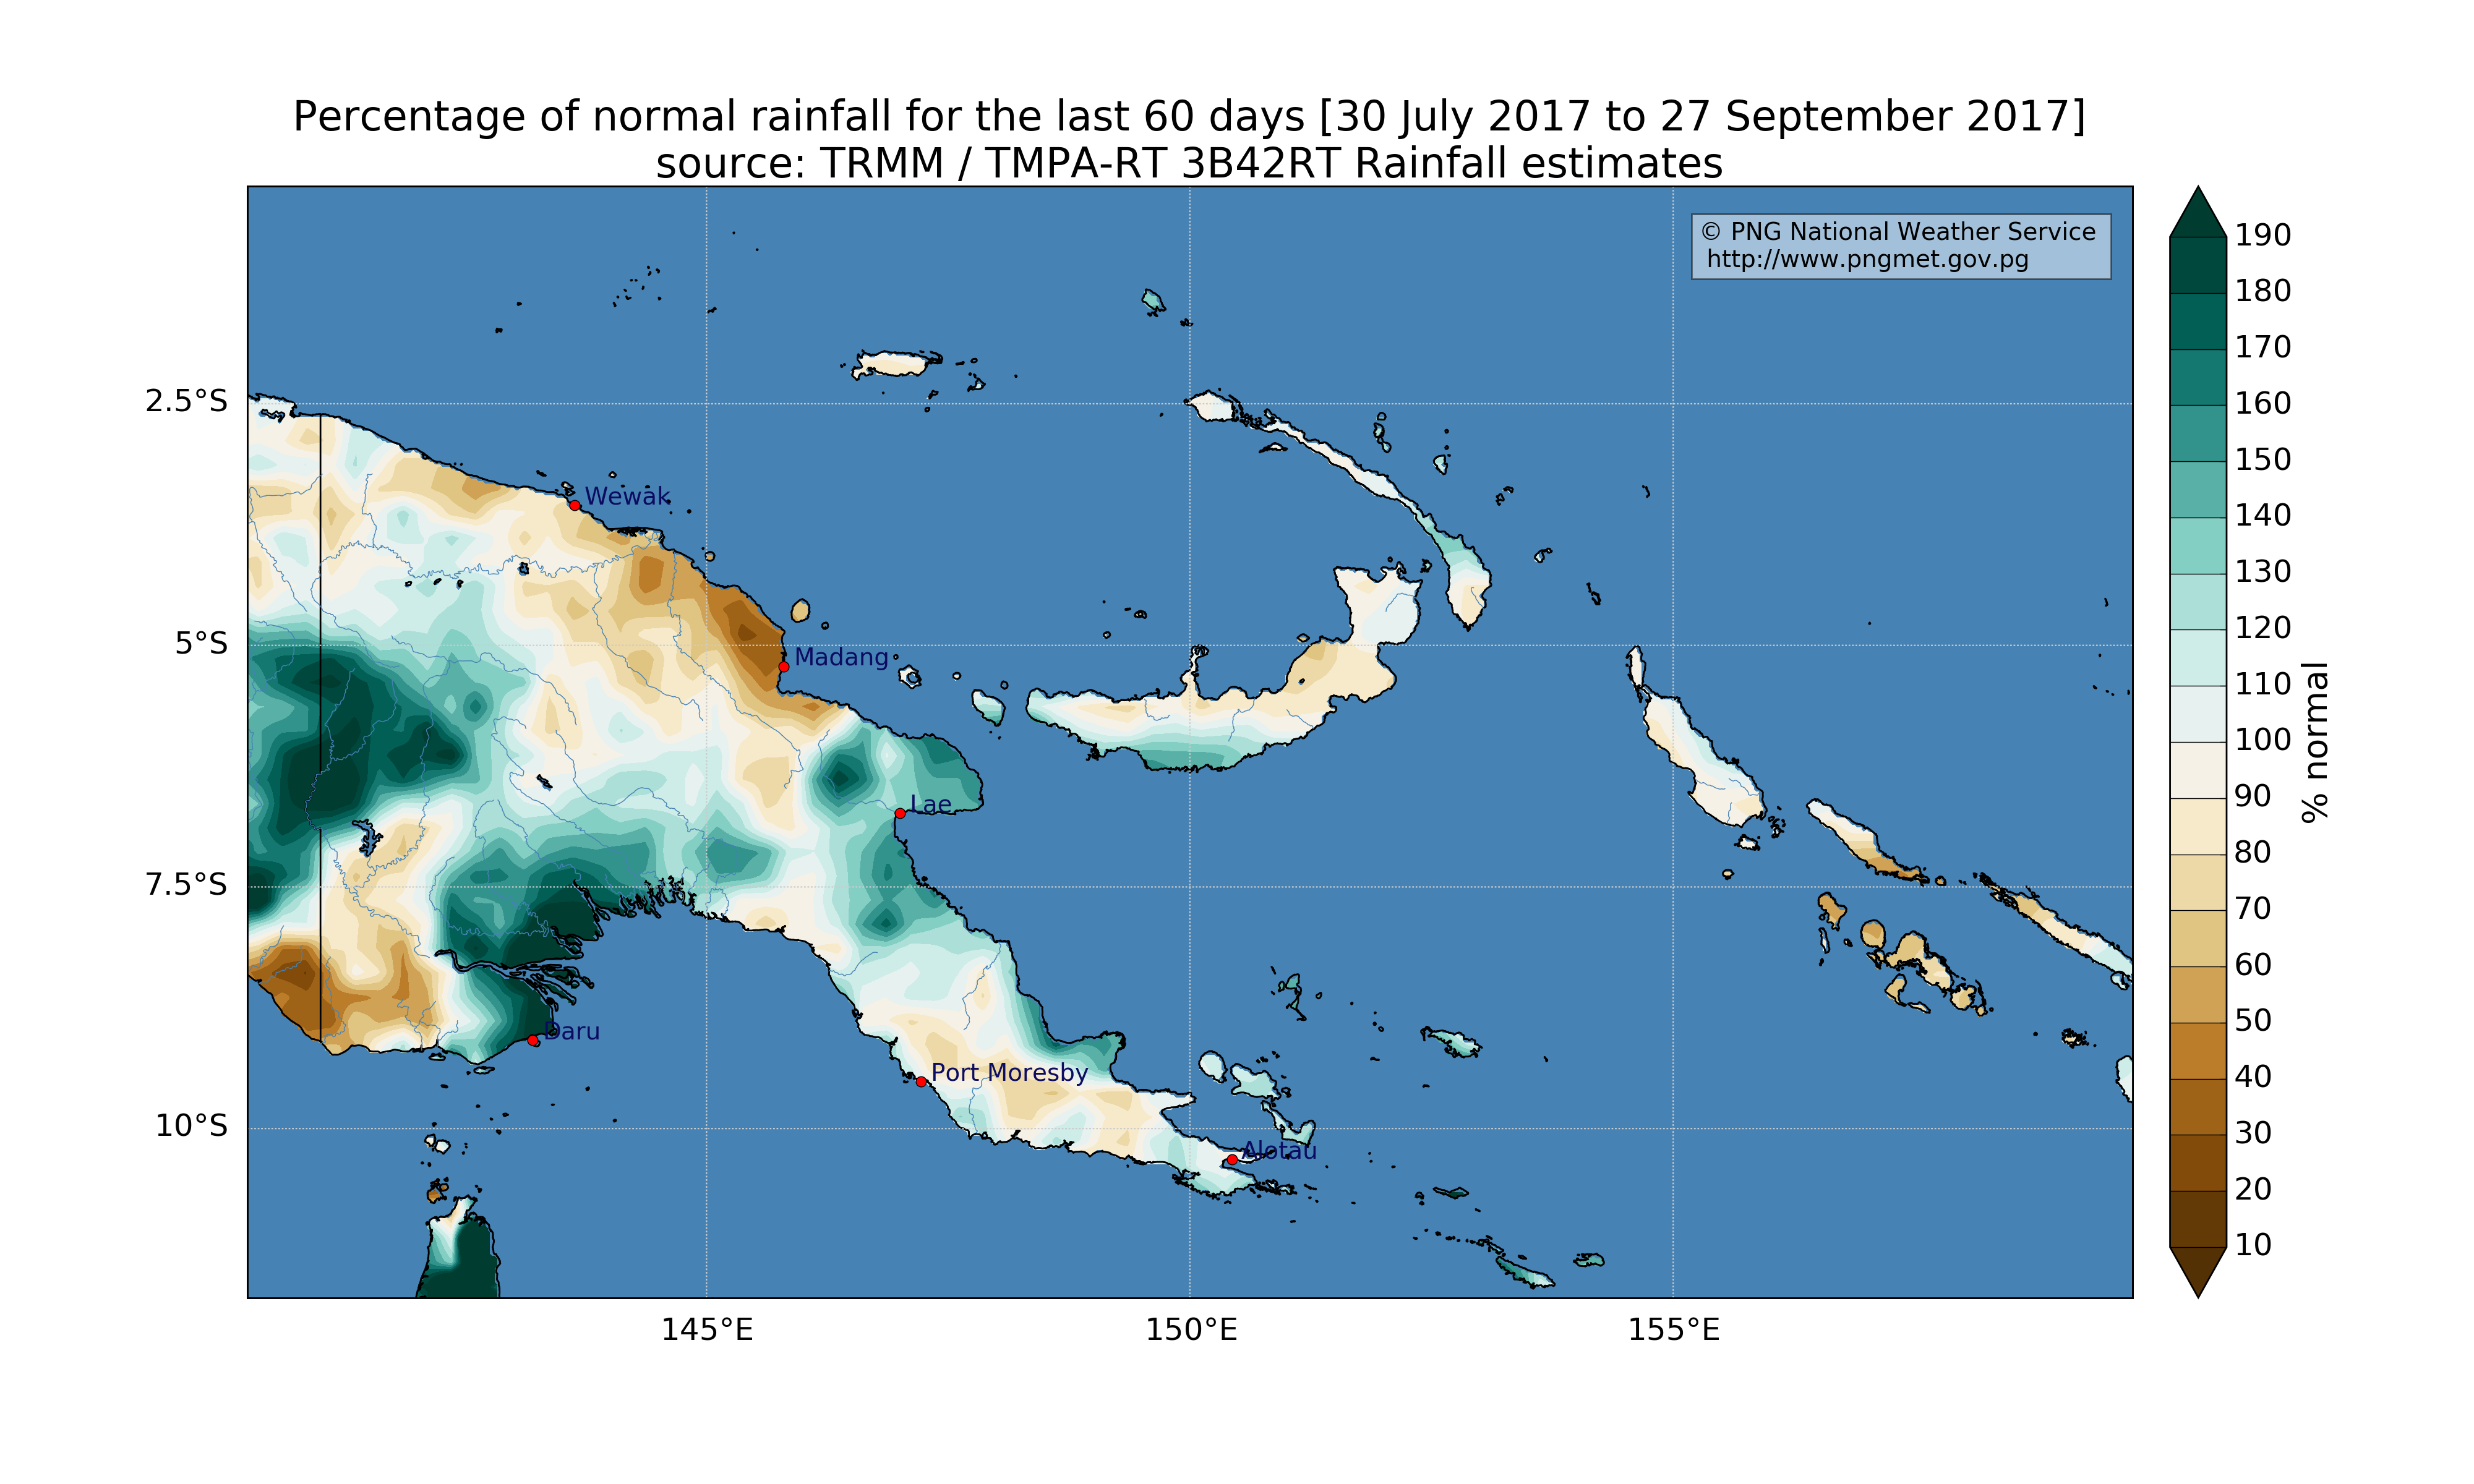 Percentage of normal rainfall for the last 60 days [30 July 2017 to 27 September 2017]
source: TRMM / TMPA-RT 3B42RT Rainfall estimates
© PNG National Weather Service
http://www.pngmet.gov.pg
2.5°S
5°S
7.5°S
10°S
145°E
150°E
155°E
Wewak
Madang
Lae
Daru
Port Moresby
Alotau
190
180
170
160
150
140
130
120
110
100
90
80
70
60
50
40
30
20
10
% normal